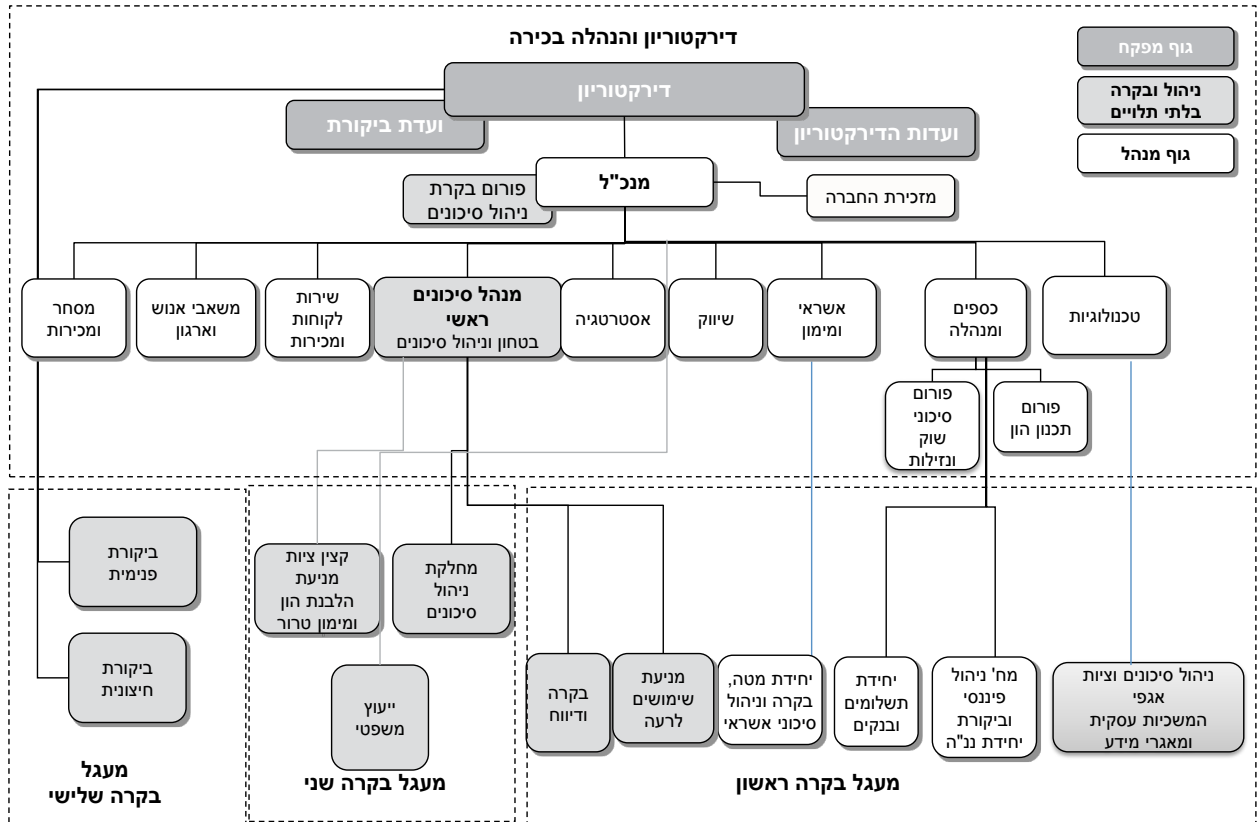 דירקטוריון והנהלה בכירה
גוף מפקח
ניהול ובקרה
בלתי תלויים
גוף מנהל
דירקטוריון
ועדת ביקורת
ועדות הדירקטוריון
מנכ"ל
פורום בקרת
ניהול סיכונים
מזכירת החברה
טכנולוגיות
כספים
ומנהלה
אשראי
ומימון
שיווק
אסטרטגיה
מנהל סיכונים
ראשי
בטחון וניהול סיכונים
שירות
לקוחות
ומכירות
משאבי אנוש
וארגון
מסחר
ומכירות
פורום
תכנון הון
פורום
סיכוני
שוק
ונזילות
ניהול סיכונים וציות
אגפי
המשכיות עסקית
ומאגרי מידע
מח' ניהול
פיננסי
וביקורת
יחידת ננ"ה
יחידת
תשלומים
ובנקים
יחידת מטה,
בקרה וניהול
סיכוני אשראי
מניעת
שימושים
לרעה
בקרה
ודיווח
מעגל בקרה ראשון
מחלקת
ניהול
סיכונים
קצין ציות
מניעת
הלבנת הון
ומימון טרור
ייעוץ
משפטי
מעגל בקרה שני
ביקורת
פנימית
ביקורת
חיצונית
מעגל
בקרה שלישי